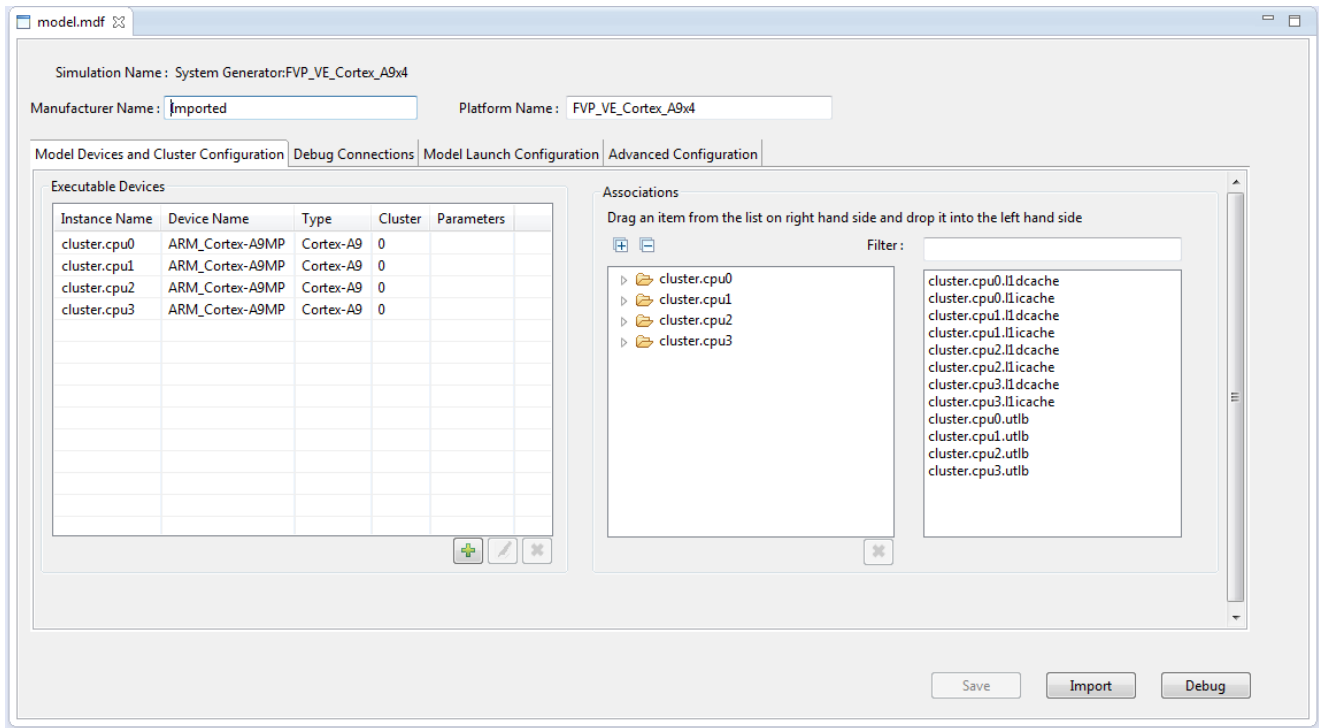 model.mdf
Simulation Name : System Generator:FVP_VE_Cortex_A9x4
Manufacturer Name : Imported Platform Name : FVP_VE_Cortex_A9x4
Model Devices and Cluster Configuration Debug Connections Model Launch Configuration Advanced Configuration
Executable Devices
Instance Name Device Name Type Cluster Parameters
cluster.cpu0 ARM_Cortex-A9MP Cortex-A9 0
cluster.cpu1 ARM_Cortex-A9MP Cortex-A9 0
cluster.cpu2 ARM_Cortex-A9MP Cortex-A9 0
cluster.cpu3 ARM_Cortex-A9MP Cortex-A9 0
Associations
Drag an item from the list on right hand side and drop it into the left hand side
Filter :
cluster.cpu0
cluster.cpu1
cluster.cpu2
cluster.cpu3
cluster.cpu0.l1dcache
cluster.cpu0.l1icache
cluster.cpu1.l1dcache
cluster.cpu1.l1icache
cluster.cpu2.l1dcache
cluster.cpu2.l1icache
cluster.cpu3.l1dcache
cluster.cpu3.l1icache
cluster.cpu0.utlb
cluster.cpu1.utlb
cluster.cpu2.utlb
cluster.cpu3.utlb
Save Import Debug